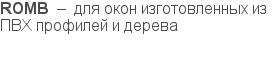 ROMB – для окон изготовленных из
ПВХ профилей и дерева